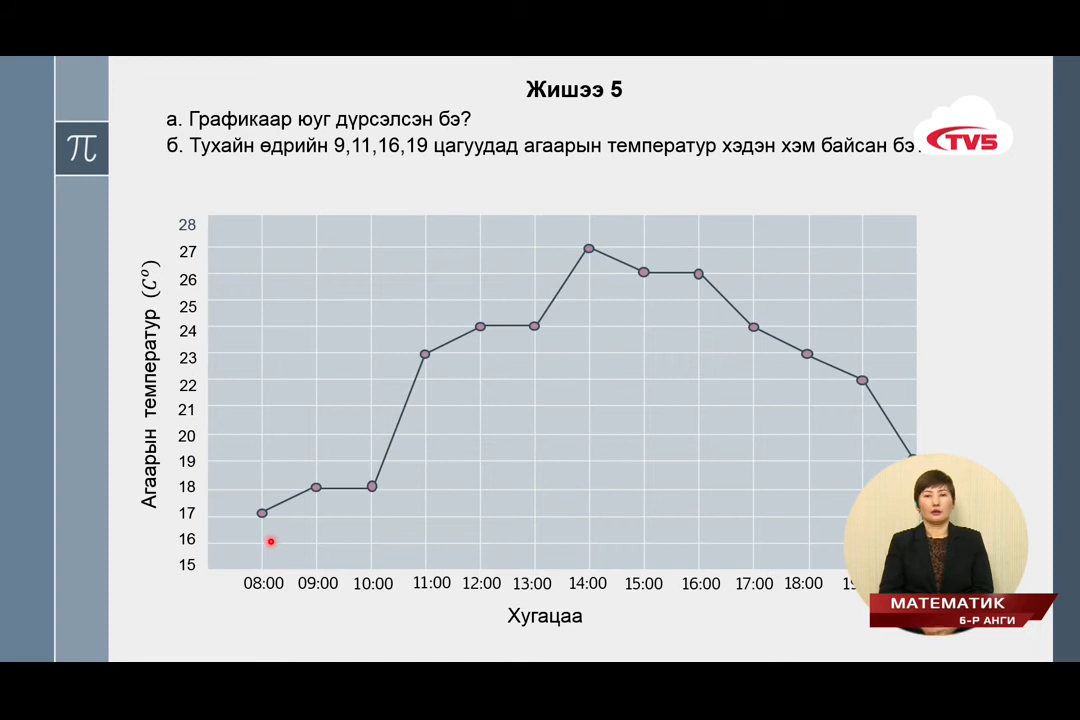 Жишээ 5
а. Графикаар юуг дүрсэлсэн бэ?
б. Тухайн өдрийн 9,11,16,19 цагуудад агаарын температур хэдэн хэм байсан бэ?
TV5
π
28
27
26
25
24
23
22
21
20
19
18
17
16
15
Агаарын температур (C°)
08:00 09:00 10:00 11:00 12:00 13:00 14:00 15:00 16:00 17:00 18:00
Хугацаа
МАТЕМАТИК
6-Р АНГИ